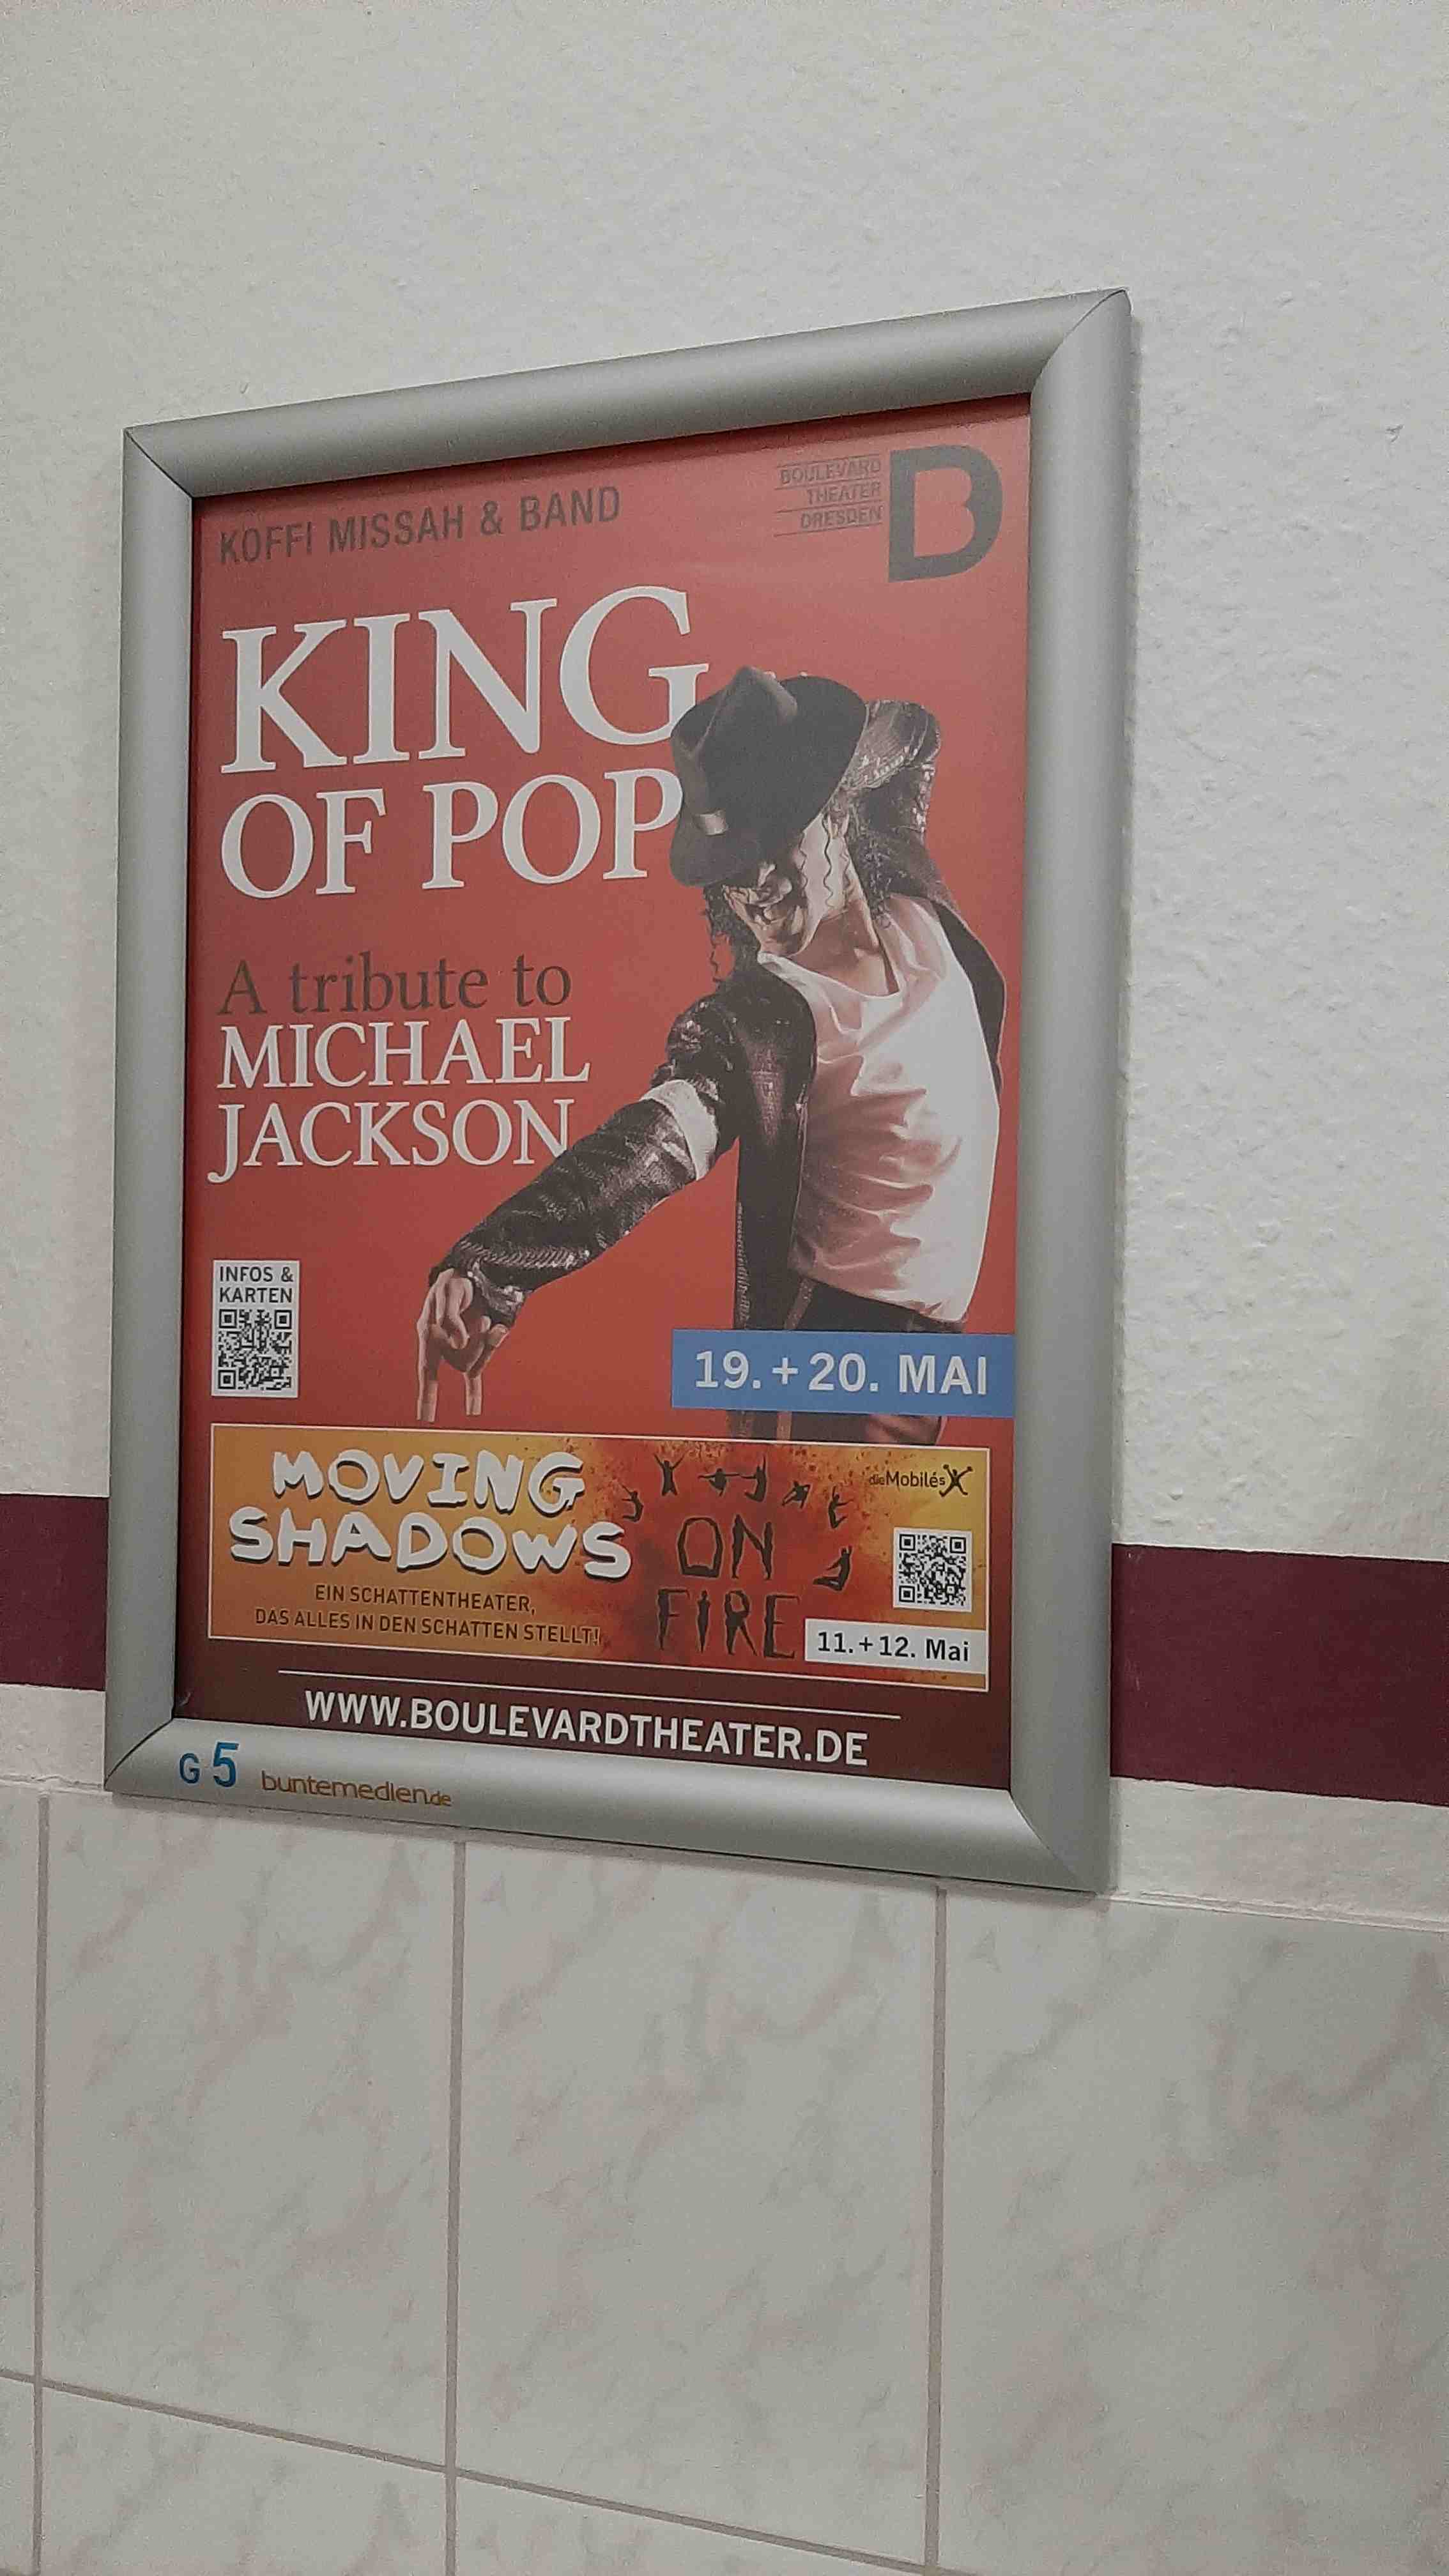 KOFFI MISSAH & BAND
BOULEVARD
THEATER
DRESDEN
B
KING
OF POP
A tribute to
MICHAEL
JACKSON
INFOS &
KARTEN
19. + 20. MAI
MOVING
SHADOWS
ON
FIRE
EIN SCHATTENTHEATER,
DAS ALLES IN DEN SCHATTEN STELLT!
die Mobilés
11. + 12. Mai
WWW.BOULEVARDTHEATER.DE
G 5 buntemedien.de